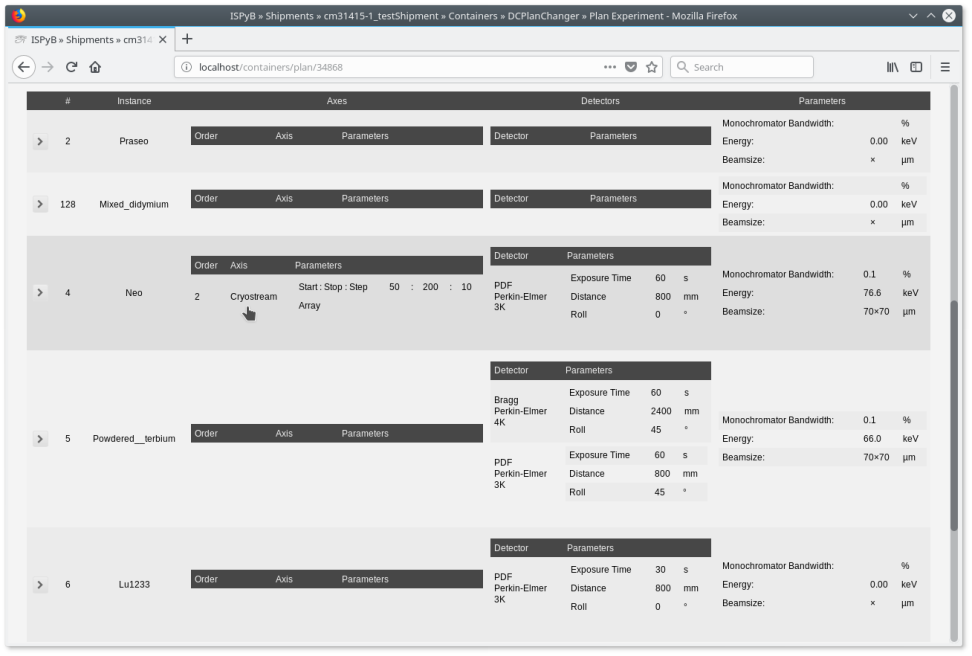 ISPyB » Shipments » cm31415-1_testShipment » Containers » DCPlanChanger » Plan Experiment - Mozilla Firefox
ISPyB » Shipments » cm314
localhost/containers/plan/34868
Search
# Instance Axes Detectors Parameters
2 Praseo
Order Axis Parameters
Detector Parameters
Monochromator Bandwidth: %
Energy: 0.00 keV
Beamsize: × µm
128 Mixed_didymium
Order Axis Parameters
Detector Parameters
Monochromator Bandwidth: %
Energy: 0.00 keV
Beamsize: × µm
4 Neo
Order Axis Parameters
2 Cryostream
Start : Stop : Step 50 : 200 : 10
Array
Detector Parameters
PDF
Perkin-Elmer
3K
Exposure Time 60 s
Distance 800 mm
Roll 0 °
Monochromator Bandwidth: 0.1 %
Energy: 76.6 keV
Beamsize: 70×70 µm
5 Powdered__terbium
Order Axis Parameters
Detector Parameters
Bragg
Perkin-Elmer
4K
Exposure Time 60 s
Distance 2400 mm
Roll 45 °
PDF
Perkin-Elmer
3K
Exposure Time 60 s
Distance 800 mm
Roll 45 °
Monochromator Bandwidth: 0.1 %
Energy: 66.0 keV
Beamsize: 70×70 µm
6 Lu1233
Order Axis Parameters
Detector Parameters
PDF
Perkin-Elmer
3K
Exposure Time 30 s
Distance 800 mm
Roll 0 °
Monochromator Bandwidth: %
Energy: 0.00 keV
Beamsize: × µm